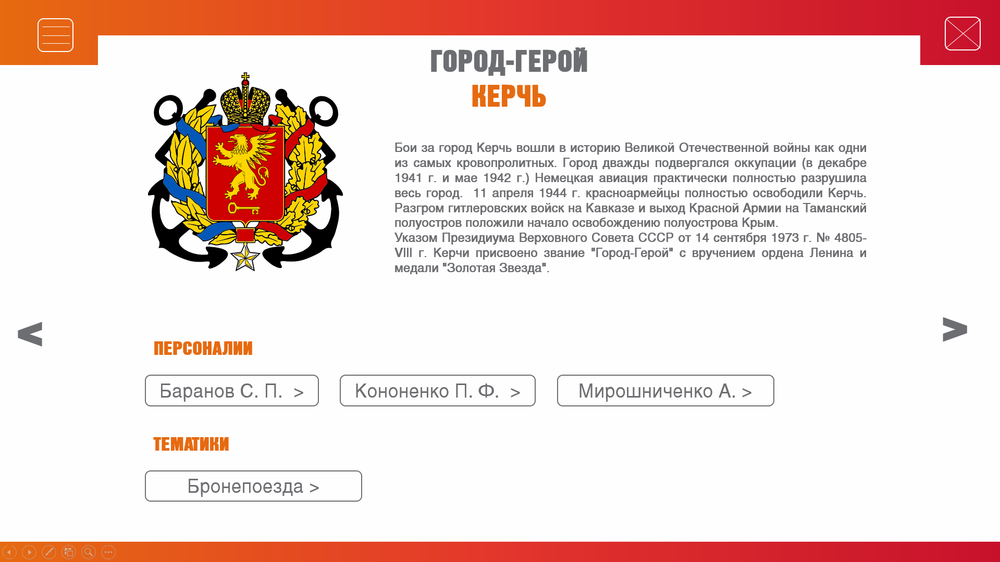 ГОРОД-ГЕРОЙ
КЕРЧЬ
Бои за город Керчь вошли в историю Великой Отечественной войны как одни
из самых кровопролитных. Город дважды подвергался оккупации (в декабре
1941 г. и мае 1942 г.) Немецкая авиация практически полностью разрушила
весь город.  11 апреля 1944 г. красноармейцы полностью освободили Керчь.
Разгром гитлеровских войск на Кавказе и выход Красной Армии на Таманский
полуостров положили начало освобождению полуострова Крым.
Указом Президиума Верховного Совета СССР от 14 сентября 1973 г. № 4805-
VIII г. Керчи присвоено звание "Город-Герой" с вручением ордена Ленина и
медали "Золотая Звезда".
< >
ПЕРСОНАЛИИ
Баранов С. П.  > Кононенко П. Ф.  > Мирошниченко А. >
ТЕМАТИКИ
Бронепоезда >